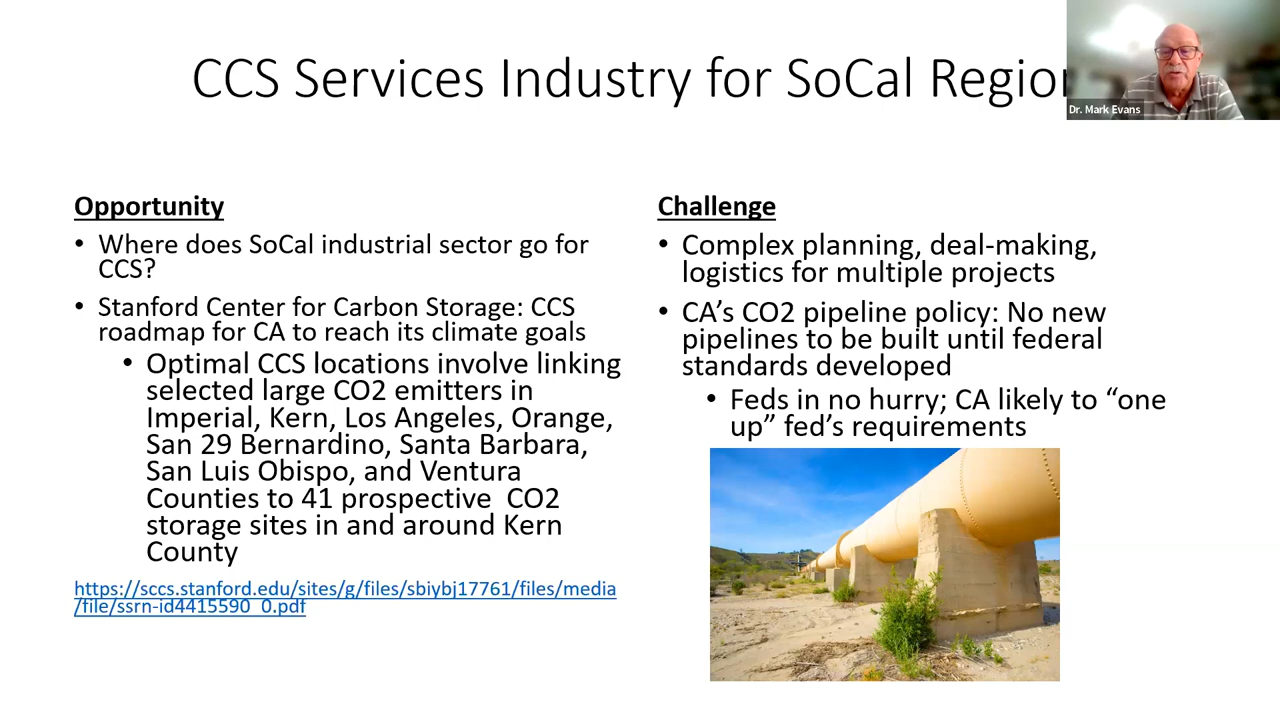 CCS Services Industry for SoCal Region
Dr. Mark Evans
Opportunity
• Where does SoCal industrial sector go for
CCS?
• Stanford Center for Carbon Storage: CCS
roadmap for CA to reach its climate goals
• Optimal CCS locations involve linking
selected large CO2 emitters in
Imperial, Kern, Los Angeles, Orange,
San 29 Bernardino, Santa Barbara,
San Luis Obispo, and Ventura
Counties to 41 prospective  CO2
storage sites in and around Kern
County
https://sccs.stanford.edu/sites/g/files/sbiybj17761/files/media
/file/ssrn-id4415590_0.pdf
Challenge
• Complex planning, deal-making,
logistics for multiple projects
• CA’s CO2 pipeline policy: No new
pipelines to be built until federal
standards developed
• Feds in no hurry; CA likely to “one
up” fed’s requirements